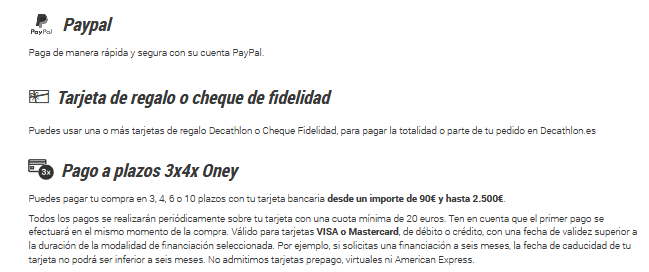 PayPal
Paypal
Paga de manera rápida y segura con su cuenta PayPal.
Tarjeta de regalo o cheque de fidelidad
Puedes usar una o más tarjetas de regalo Decathlon o Cheque Fidelidad, para pagar la totalidad o parte de tu pedido en Decathlon.es
3x
Pago a plazos 3x4x Oney
Puedes pagar tu compra en 3, 4, 6 o 10 plazos con tu tarjeta bancaria desde un importe de 90€ y hasta 2.500€.
Todos los pagos se realizarán periódicamente sobre tu tarjeta con una cuota mínima de 20 euros. Ten en cuenta que el primer pago se
efectuará en el mismo momento de la compra. Válido para tarjetas VISA o Mastercard, de débito o crédito, con una fecha de validez superior a
la duración de la modalidad de financiación seleccionada. Por ejemplo, si solicitas una financiación a seis meses, la fecha de caducidad de tu
tarjeta no podrá ser inferior a seis meses. No admitimos tarjetas prepago, virtuales ni American Express.